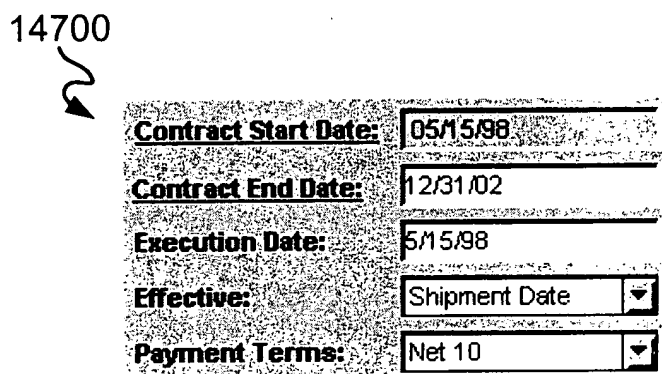 14700
Contract Start Date: 05/15/98
Contract End Date: 12/31/02
Execution Date: 5/15/98
Effective: Shipment Date
Payment Terms: Net 10